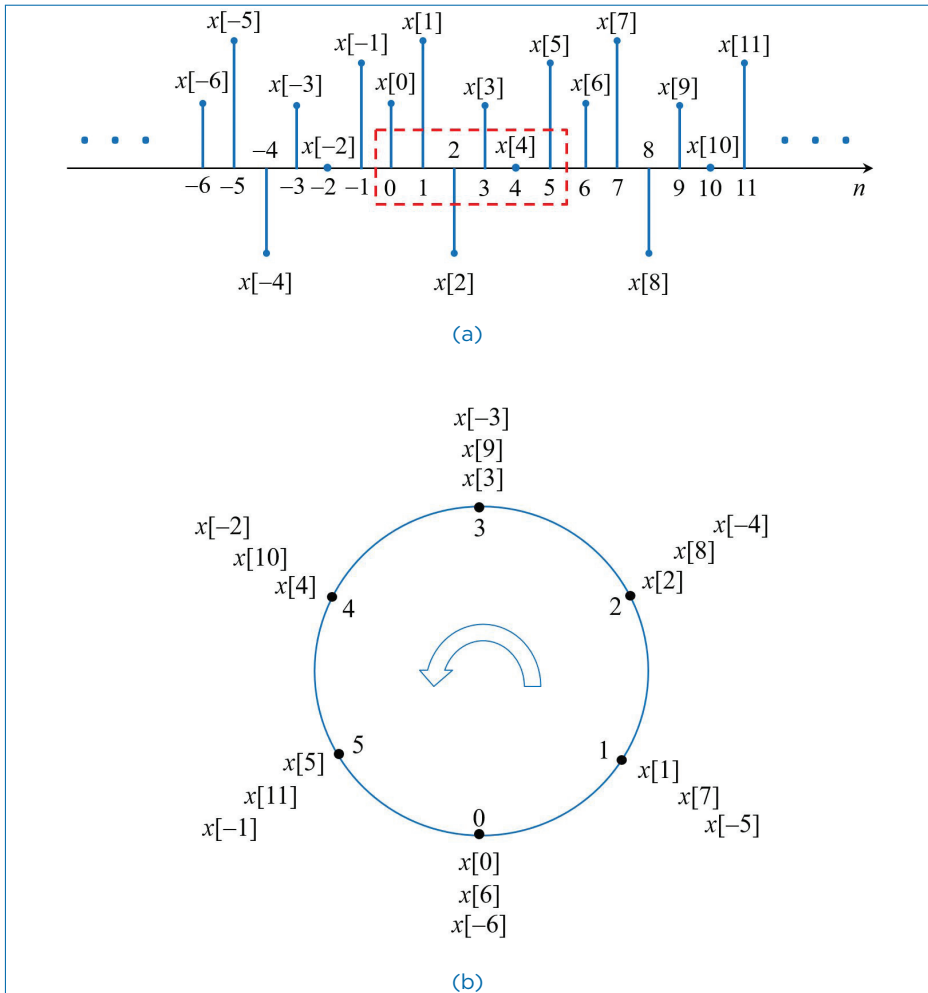 x[−5] x[1] x[7]
x[−1] x[5] x[11]
x[−6] x[−3] x[0] x[3] x[6] x[9]
. . . −4 x[−2] 2 x[4] 8 x[10] . . .
−6 −5 −3 −2 −1 0 1 3 4 5 6 7 9 10 11 n
x[−4] x[2] x[8]
(a)
x[−3]
x[9]
x[3]
3
x[−2] x[−4]
x[10] x[8]
x[4] x[2]
4 2
5 1
x[5] x[1]
x[11] x[7]
x[−1] x[−5]
0
x[0]
x[6]
x[−6]
(b)